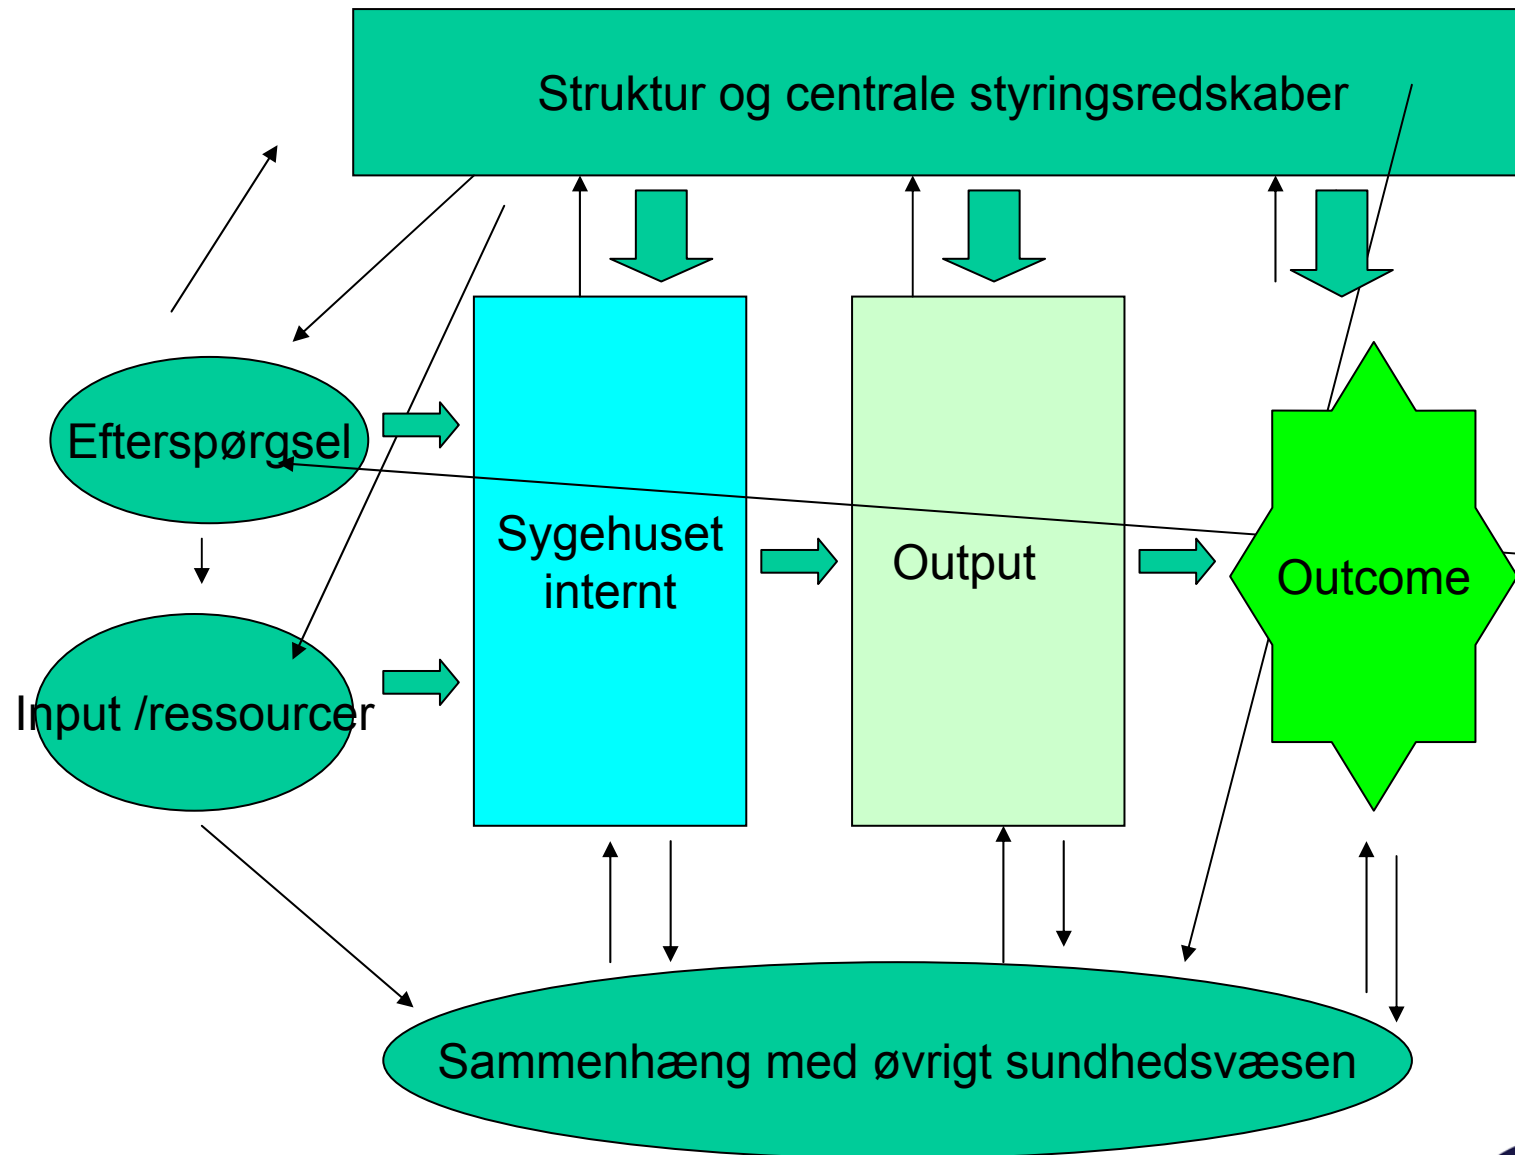 Struktur og centrale styringsredskaber
Efterspørgsel
Sygehuset
internt
Output
Outcome
Input /ressourcer
Sammenhæng med øvrigt sundhedsvæsen